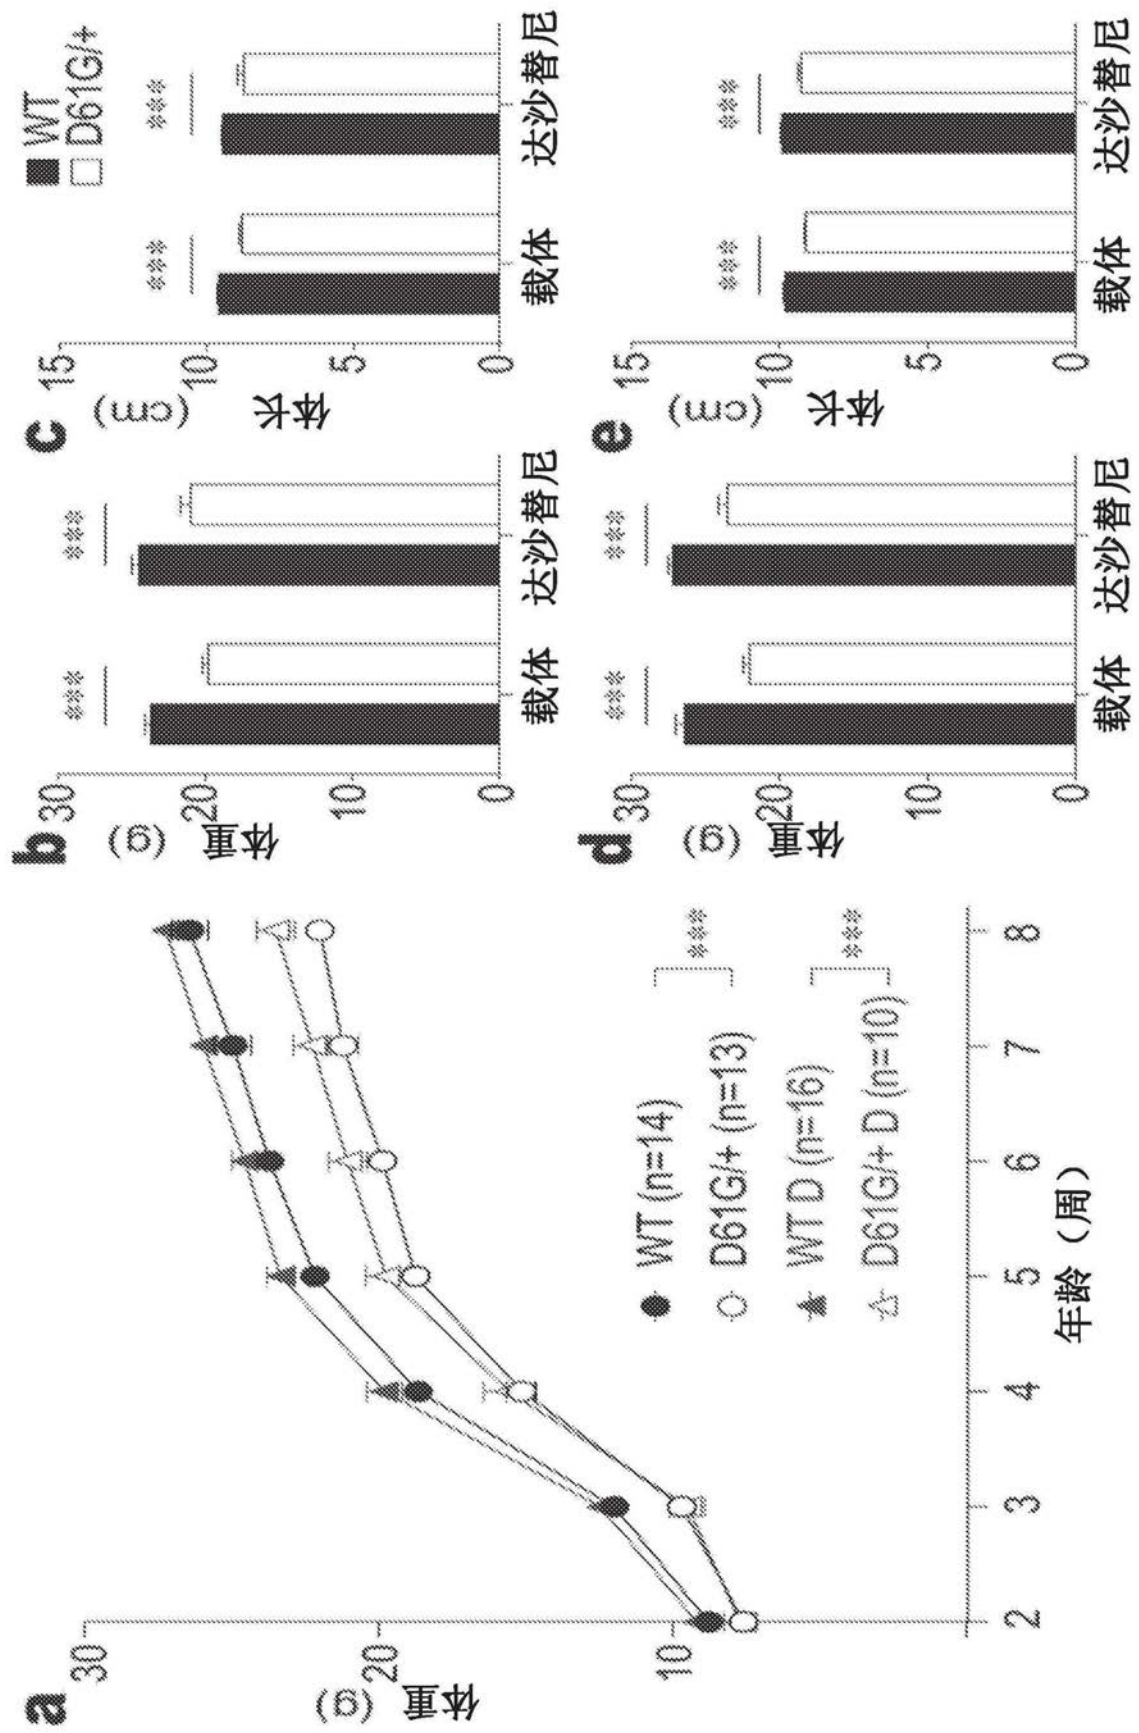 a
30
20
10
体重
(g)
2 3 4 5 6 7 8
年龄（周）
WT (n=14)
D61G/+ (n=13)
WT D (n=16)
D61G/+ D (n=10)
***
***
b
30
20
10
0
体重
(g)
***
***
载体
达沙替尼
c
15
10
5
0
体长
(cm)
***
***
载体
达沙替尼
WT
D61G/+
d
30
20
10
0
体重
(g)
***
***
载体
达沙替尼
e
15
10
5
0
体长
(cm)
***
***
载体
达沙替尼